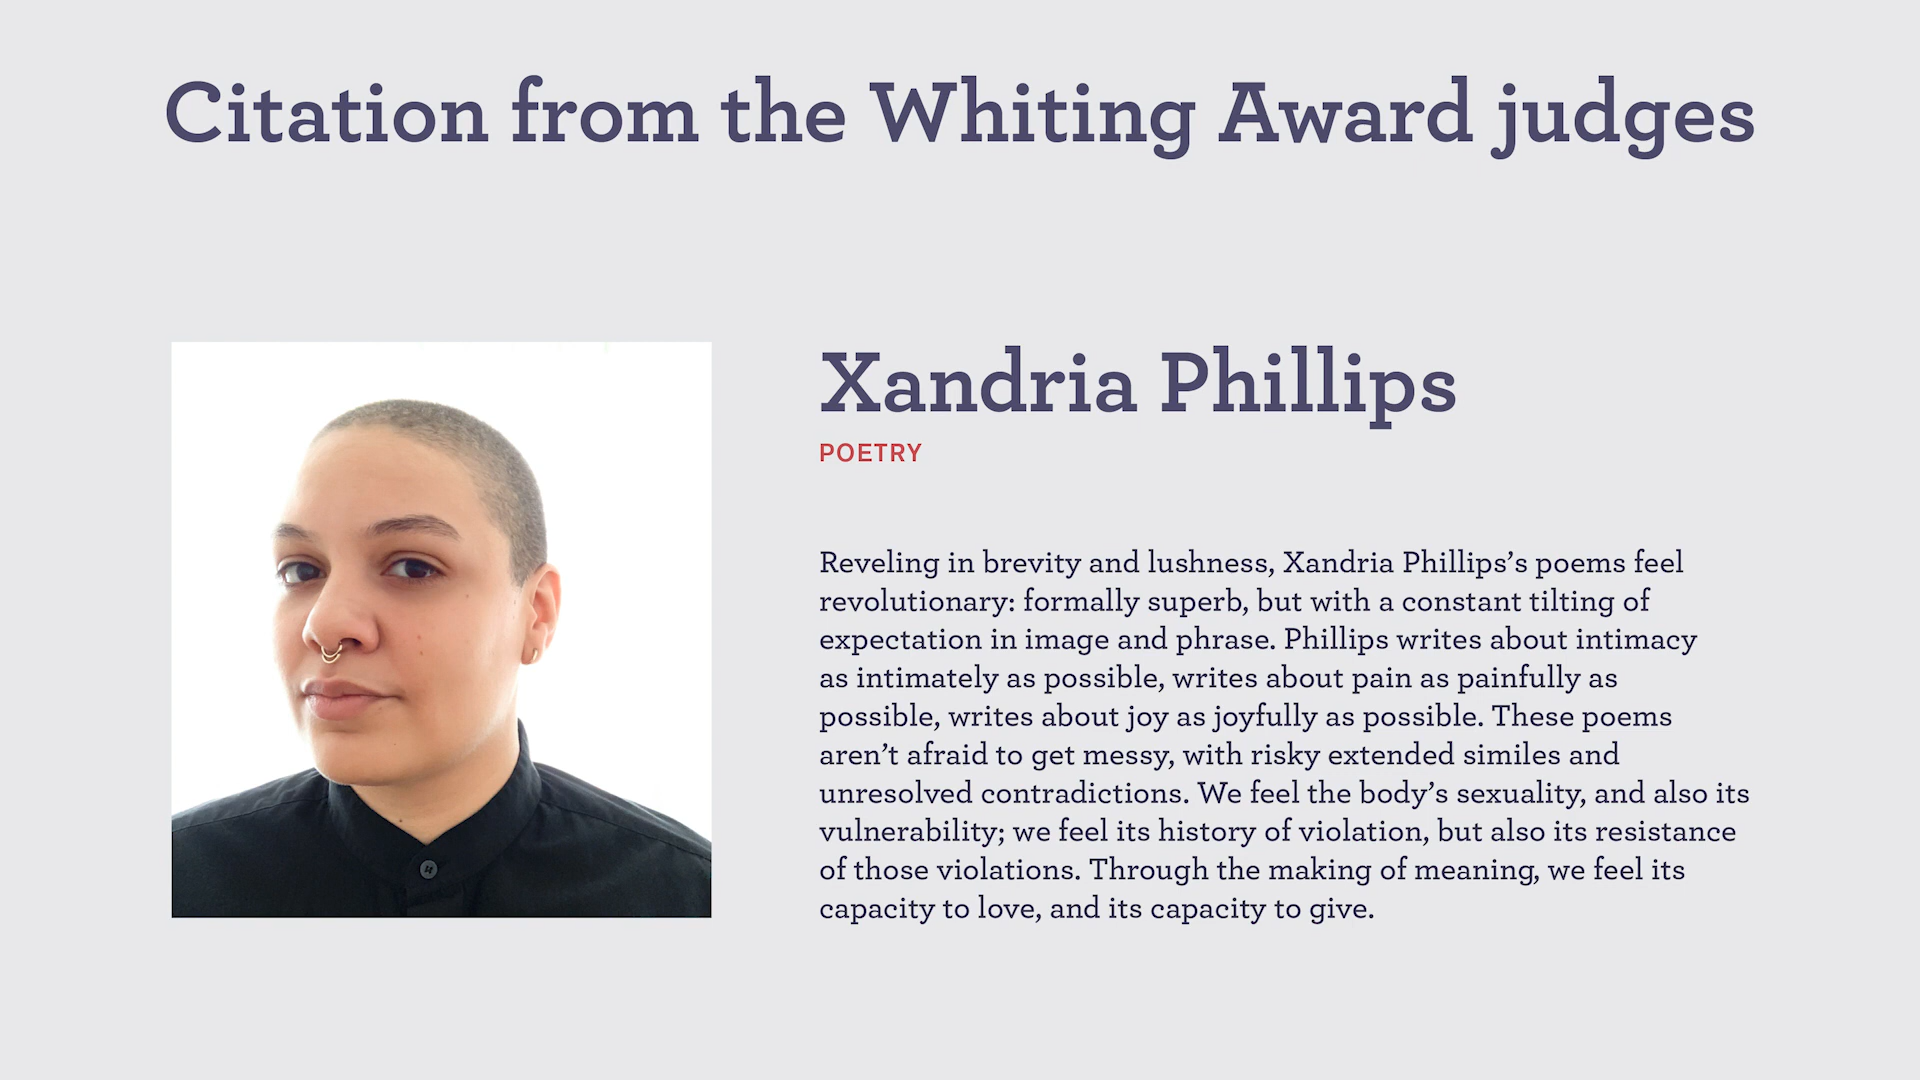 Citation from the Whiting Award judges
Xandria Phillips
POETRY
Reveling in brevity and lushness, Xandria Phillips’s poems feel
revolutionary: formally superb, but with a constant tilting of
expectation in image and phrase. Phillips writes about intimacy
as intimately as possible, writes about pain as painfully as
possible, writes about joy as joyfully as possible. These poems
aren’t afraid to get messy, with risky extended similes and
unresolved contradictions. We feel the body’s sexuality, and also its
vulnerability; we feel its history of violation, but also its resistance
of those violations. Through the making of meaning, we feel its
capacity to love, and its capacity to give.